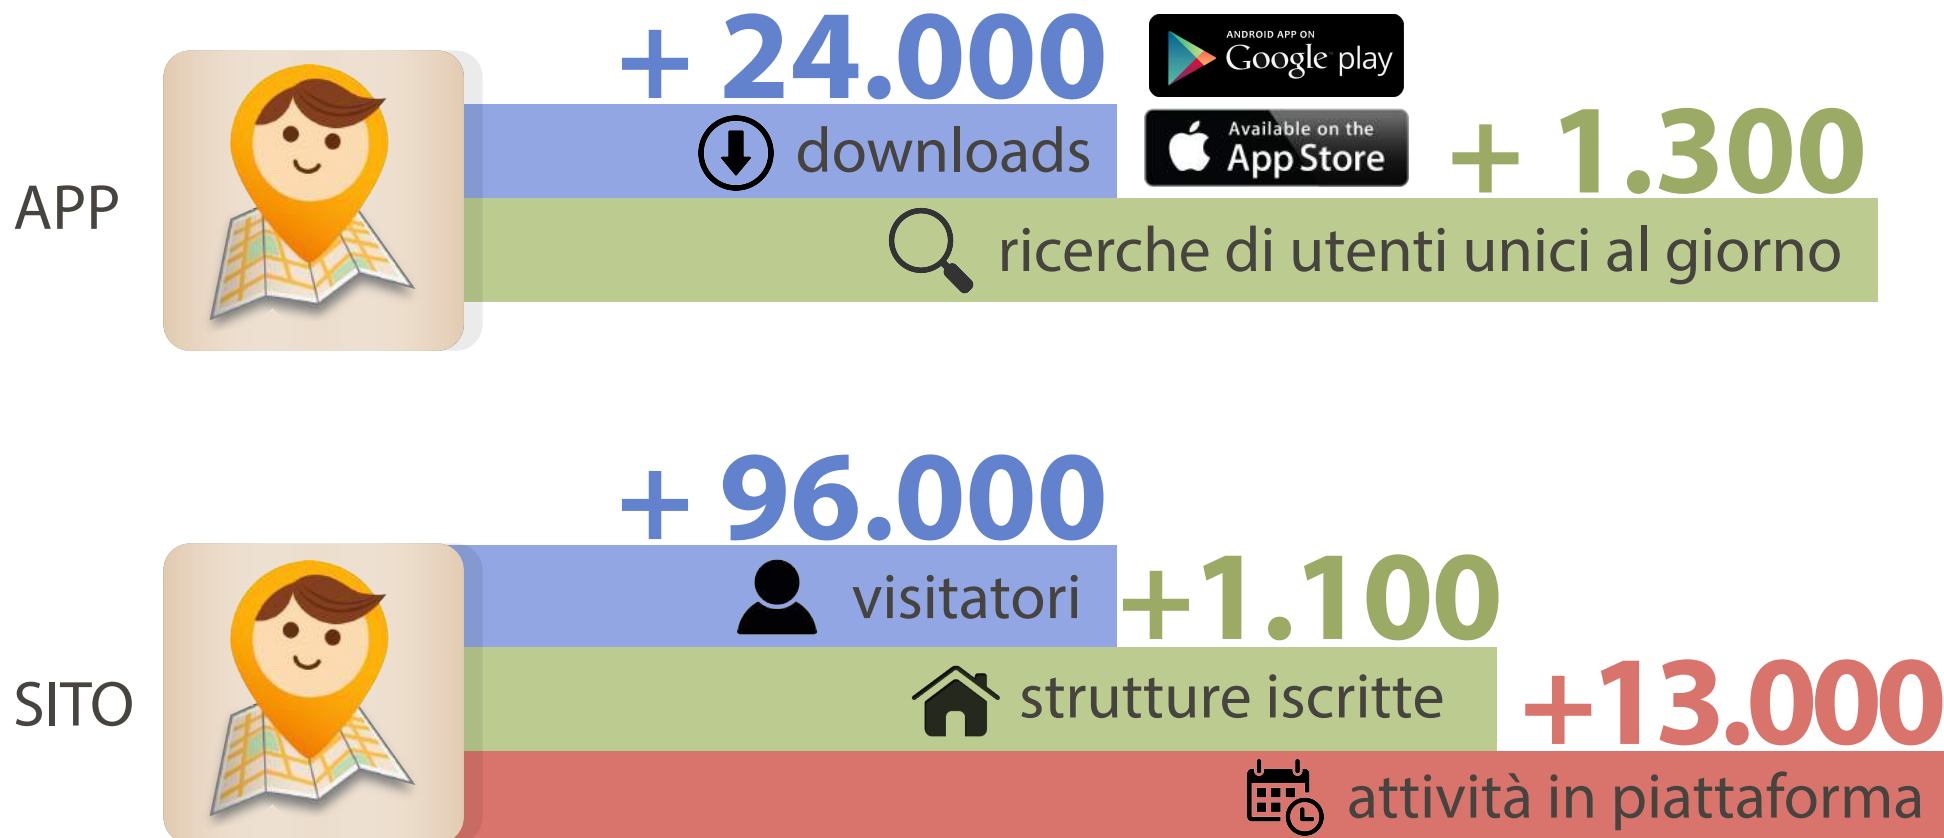 + 24.000
ANDROID APP ON
Google play
downloads
Available on the
App Store
+ 1.300
APP
ricerche di utenti unici al giorno
+ 96.000
visitatori
+1.100
SITO
strutture iscritte
+13.000
attività in piattaforma